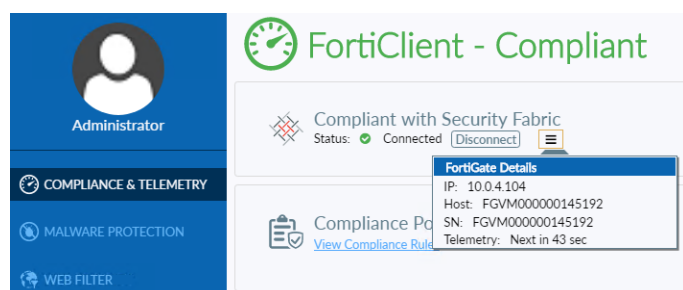 FortiClient - Compliant
Administrator
Compliant with Security Fabric
Status: Connected Disconnect
COMPLIANCE & TELEMETRY
MALWARE PROTECTION
WEB FILTER
FortiGate Details
IP: 10.0.4.104
Host: FGVM000000145192
SN: FGVM000000145192
Telemetry: Next in 43 sec
Compliance Po
View Compliance Rule